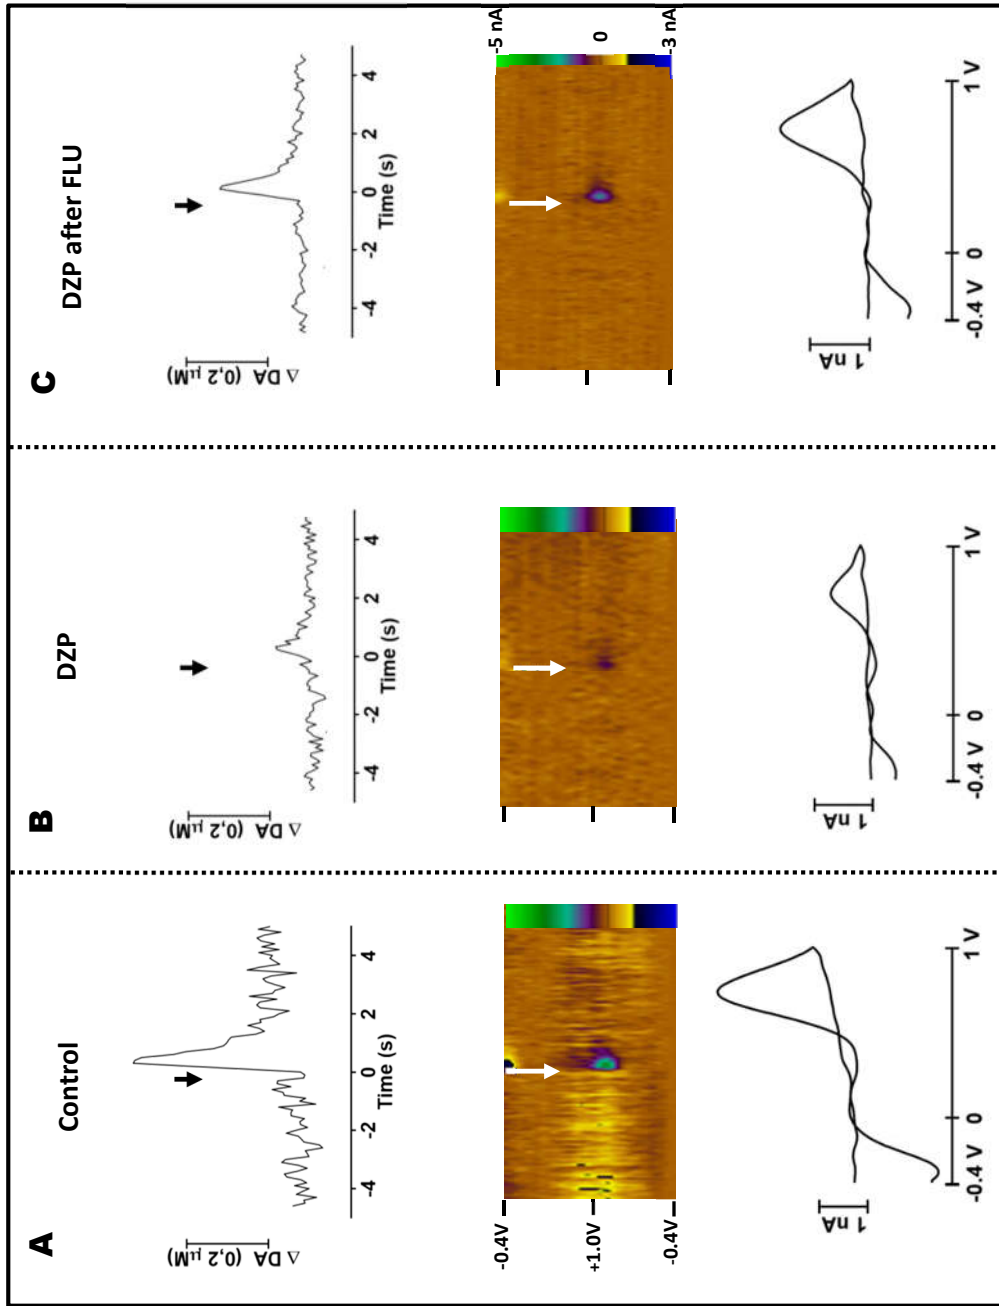 A
Control
Δ DA (0,2 μM)
-4 -2 0 2 4
Time (s)
-0.4V
+1.0V
-0.4V
1 nA
-0.4 V 0 1 V
B
DZP
Δ DA (0,2 μM)
-4 -2 0 2 4
Time (s)
1 nA
-0.4 V 0 1 V
C
DZP after FLU
Δ DA (0,2 μM)
-4 -2 0 2 4
Time (s)
-5 nA
0
-3 nA
1 nA
-0.4 V 0 1 V